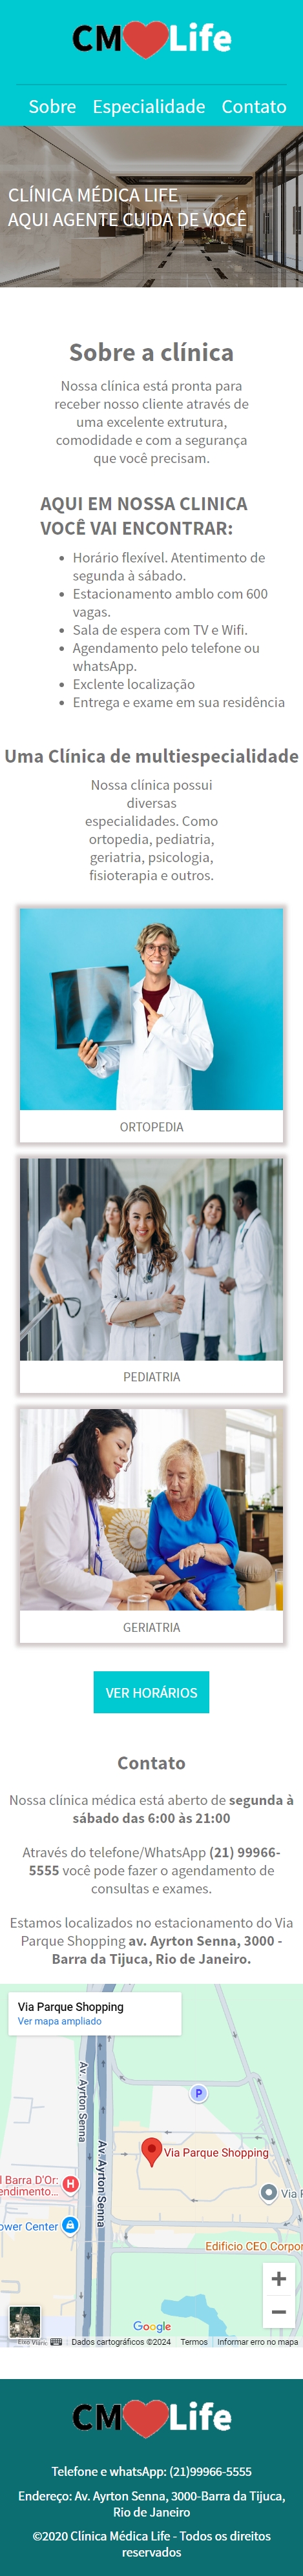 CM Life
Sobre Especialidade Contato
CLÍNICA MÉDICA LIFE
AQUI AGENTE CUIDA DE VOCÊ
Sobre a clínica
Nossa clínica está pronta para
receber nosso cliente através de
uma excelente extrutura,
comodidade e com a segurança
que você precisam.
AQUI EM NOSSA CLINICA
VOCÊ VAI ENCONTRAR:
• Horário flexível. Atentimento de
segunda à sábado.
• Estacionamento amblo com 600
vagas.
• Sala de espera com TV e Wifi.
• Agendamento pelo telefone ou
whatsApp.
• Exclente localização
• Entrega e exame em sua residência
Uma Clínica de multiespecialidade
Nossa clínica possui
diversas
especialidades. Como
ortopedia, pediatria,
geriatria, psicologia,
fisioterapia e outros.
ORTOPEDIA
PEDIATRIA
GERIATRIA
VER HORÁRIOS
Contato
Nossa clínica médica está aberto de segunda à
sábado das 6:00 às 21:00
Através do telefone/WhatsApp (21) 99966-
5555 você pode fazer o agendamento de
consultas e exames.
Estamos localizados no estacionamento do Via
Parque Shopping av. Ayrton Senna, 3000 -
Barra da Tijuca, Rio de Janeiro.
Via Parque Shopping
Ver mapa ampliado
Av. Ayrton Senna
Av. Ayrton Senna
P
Via Parque Shopping
l Barra D'Or:
endimento...
H
Via F
ower Center
Edificio CEO Corpor
Google
Eixo Viário
Dados cartográficos ©2024 Termos Informar erro no mapa
CM Life
Telefone e whatsApp: (21)99966-5555
Endereço: Av. Ayrton Senna, 3000-Barra da Tijuca,
Rio de Janeiro
©2020 Clínica Médica Life - Todos os direitos
reservados